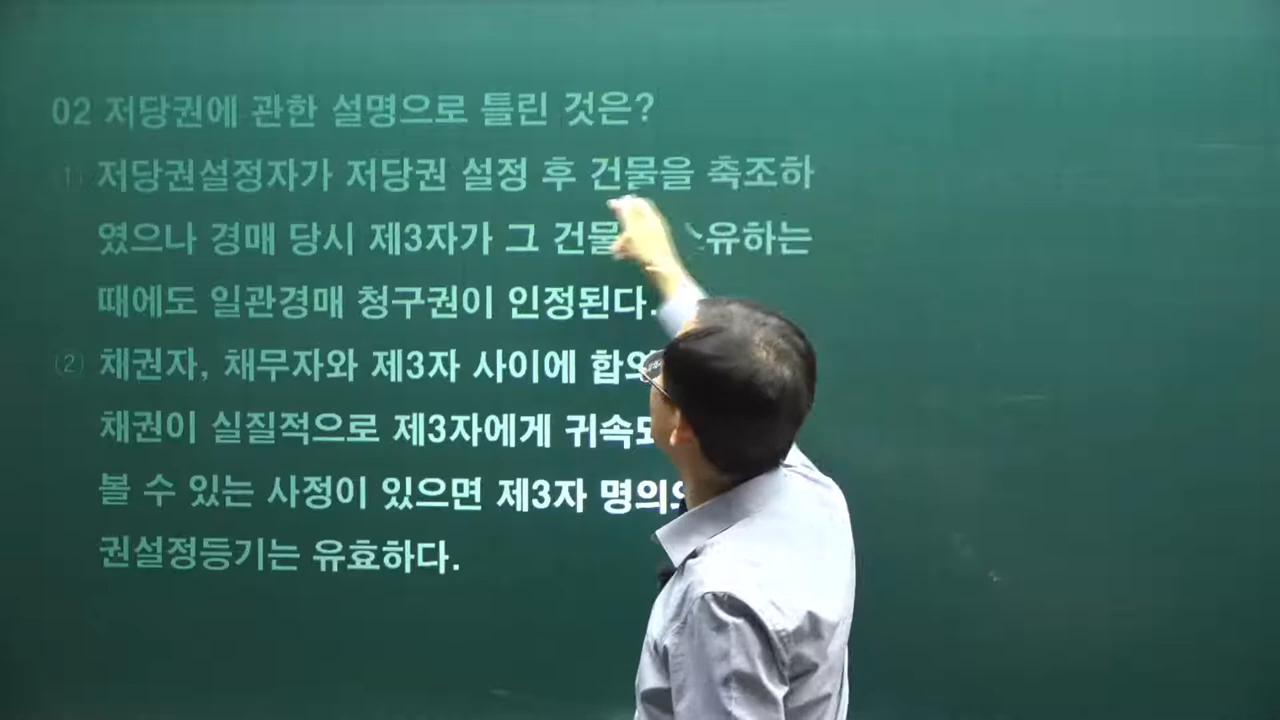 02 저당권에 관한 설명으로 틀린 것은?
(1) 저당권설정자가 저당권 설정 후 건물을 축조하
였으나 경매 당시 제3자가 그 유하는
때에도 일관경매 청구권이 인정된다.
(2) 채권자, 채무자와 제3자 사이에
채권이 실질적으로 제3자에게
볼 수 있는 사정이 있으면 제3자
권설정등기는 유효하다.